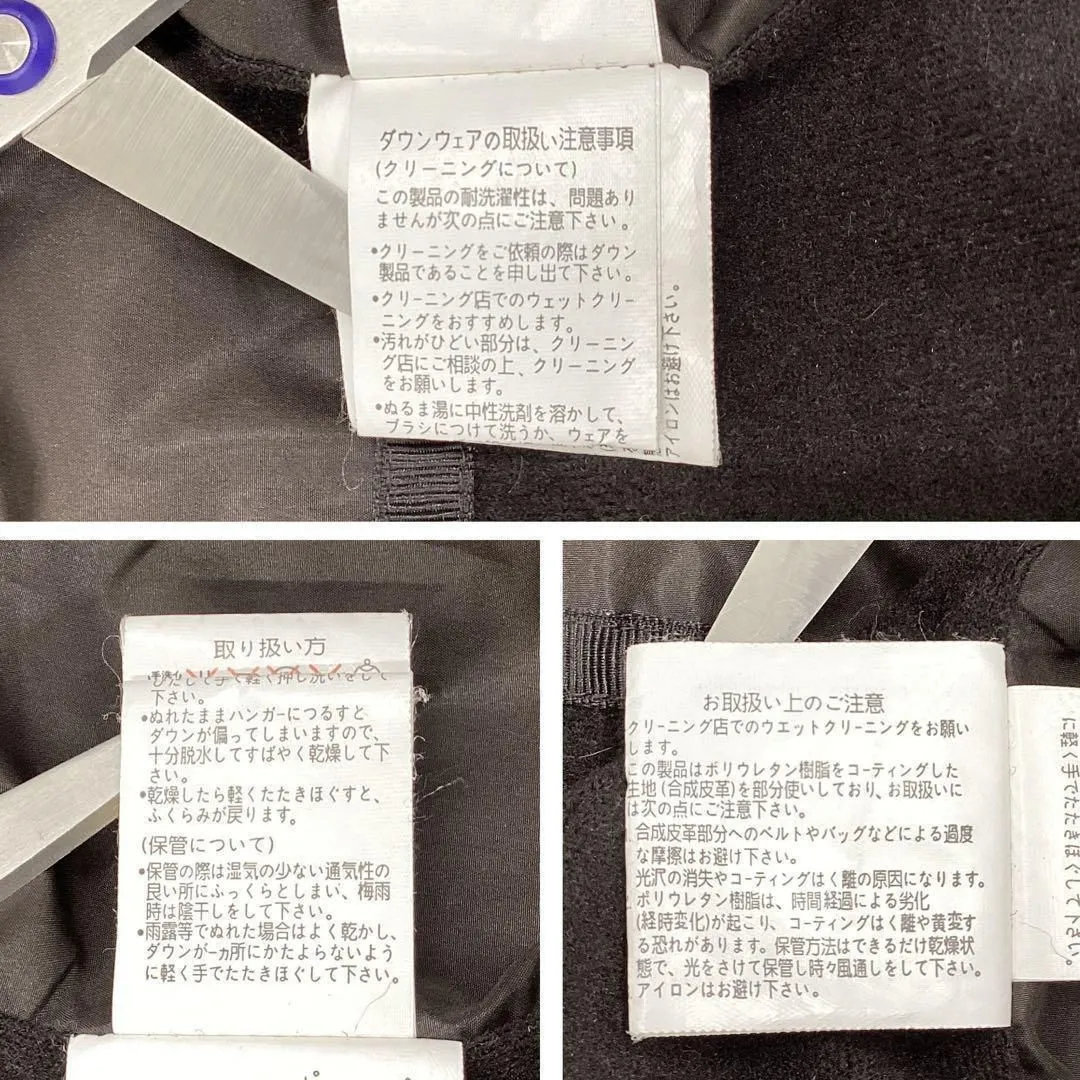 ダウンウェアの取扱い注意事項
(クリーニングについて)
この製品の耐洗濯性は、問題あり
ませんが次の点にご注意下さい。
•クリーニングをご依頼の際はダウン
製品であることを申し出て下さい。
•クリーニング店でのウェットクリー
ニングをおすすめします。
•汚れがひどい部分は、クリーニン
グ店にご相談の上、クリーニング
をお願いします。
•ぬるま湯に中性洗剤を溶かして、
ブラシにつけて洗うか、ウェアを
アイロンはお避け下さい。
取り扱い方
ひたして手で軽く押し洗いをして
下さい。
•ぬれたままハンガーにつるすと
ダウンが偏ってしまいますので、
十分脱水してすばやく乾燥して下
さい。
•乾燥したら軽くたたきほぐすと、
ふくらみが戻ります。
(保管について)
•保管の際は湿気の少ない通気性の
良い所にふっくらとしまい、梅雨
時は陰干しをして下さい。
•雨露等でぬれた場合はよく乾かし、
ダウンが一ヵ所にかたよらないよう
に軽く手でたたきほぐして下さい。
お取扱い上のご注意
クリーニング店でのウエットクリーニングをお願い
します。
この製品はポリウレタン樹脂をコーティングした
生地(合成皮革)を部分使いしており、お取扱いに
は次の点にご注意下さい。
合成皮革部分へのベルトやバッグなどによる過度
な摩擦はお避け下さい。
光沢の消失やコーティングはく離の原因になります。
ポリウレタン樹脂は、時間経過による劣化
(経時変化)が起こり、コーティングはく離や黄変す
る恐れがあります。保管方法はできるだけ乾燥状
態で、光をさけて保管し時々風通しをして下さい。
アイロンはお避け下さい。
に軽く手でたたきほぐして下さい。